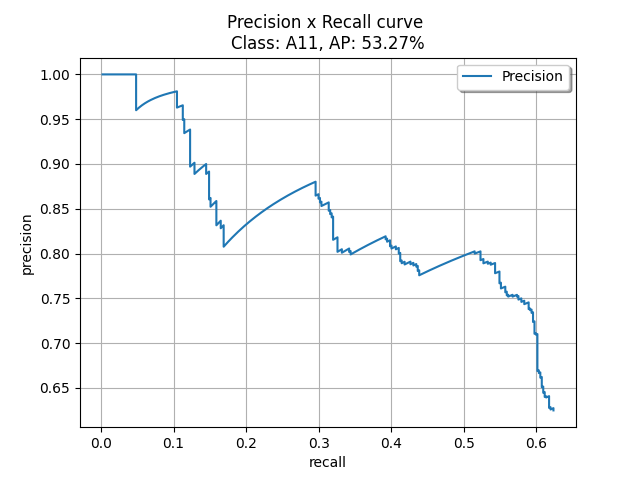 Precision x Recall curve
Class: A11, AP: 53.27%
Precision
1.00
0.95
0.90
0.85
0.80
0.75
0.70
0.65
precision
0.0 0.1 0.2 0.3 0.4 0.5 0.6
recall